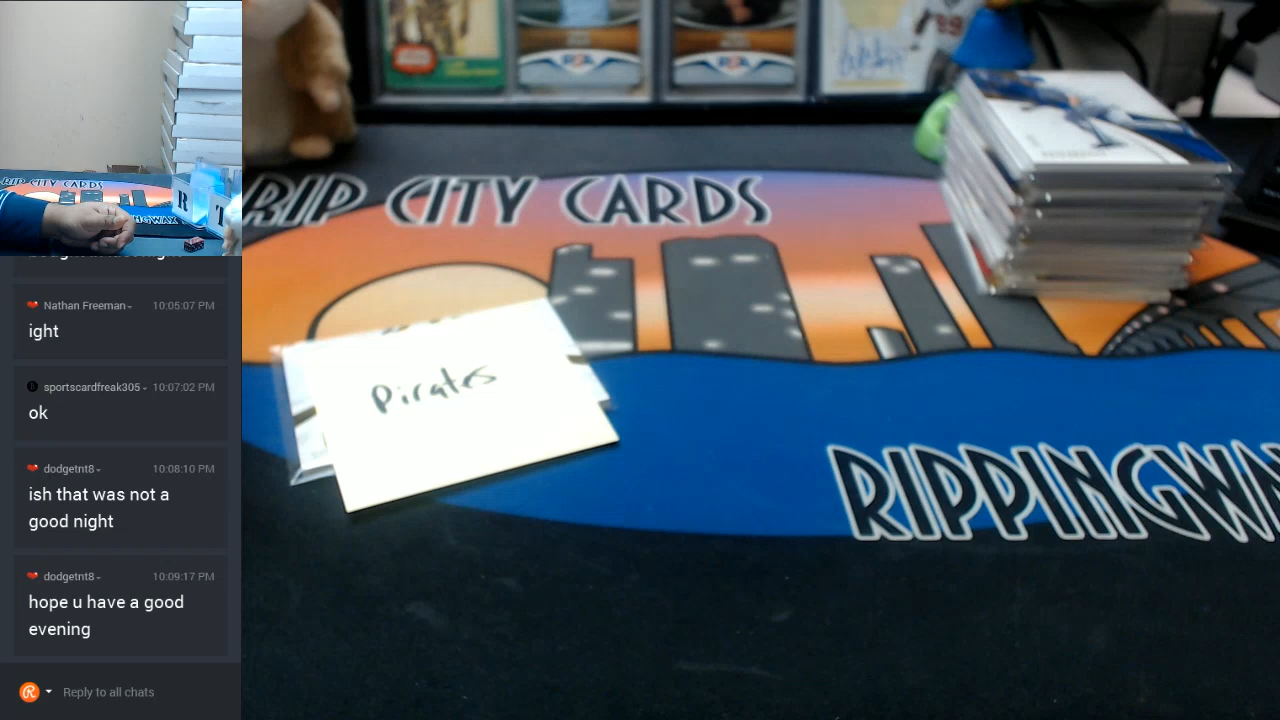 RIP CITY CARDS
Pirates
RIPPINGWA
R
T
Nathan Freeman 10:05:07 PM
ight
sportscardfreak305 10:07:02 PM
ok
dodgetnt8 10:08:10 PM
ish that was not a
good night
dodgetnt8 10:09:17 PM
hope u have a good
evening
Reply to all chats